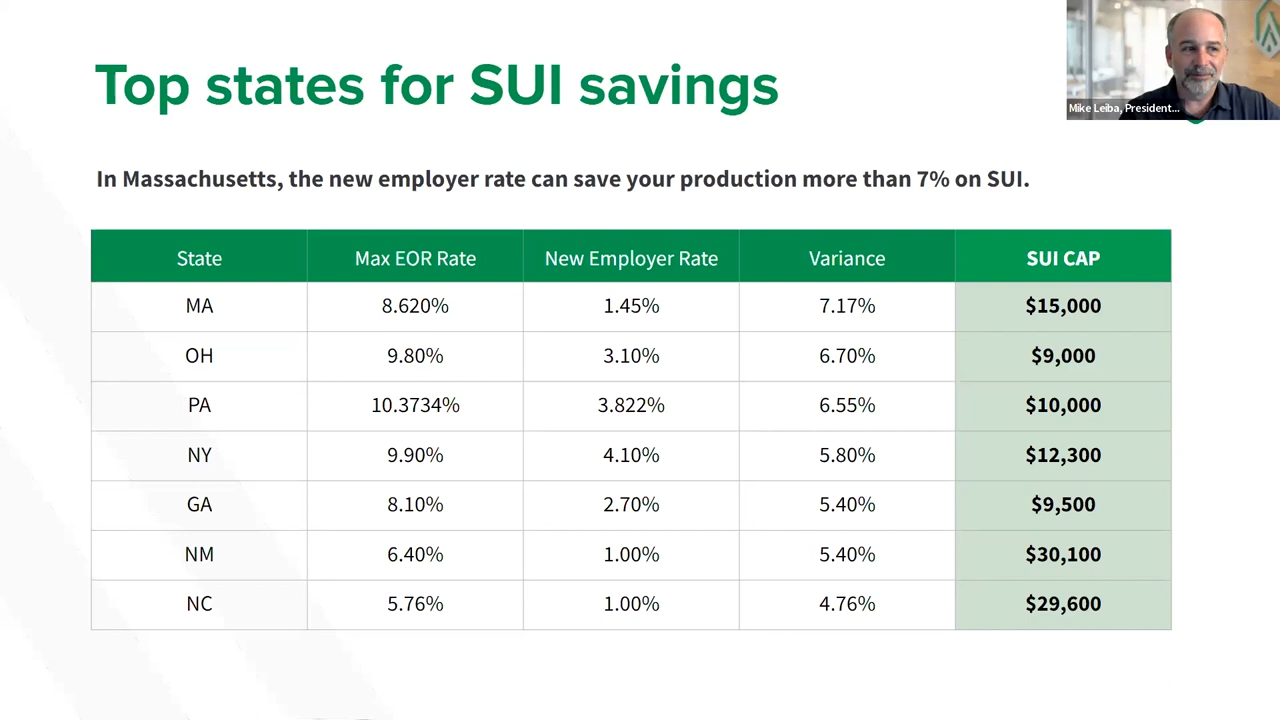 Top states for SUI savings
Mike Leiba, President...
In Massachusetts, the new employer rate can save your production more than 7% on SUI.
State Max EOR Rate New Employer Rate Variance SUI CAP
MA 8.620% 1.45% 7.17% $15,000
OH 9.80% 3.10% 6.70% $9,000
PA 10.3734% 3.822% 6.55% $10,000
NY 9.90% 4.10% 5.80% $12,300
GA 8.10% 2.70% 5.40% $9,500
NM 6.40% 1.00% 5.40% $30,100
NC 5.76% 1.00% 4.76% $29,600